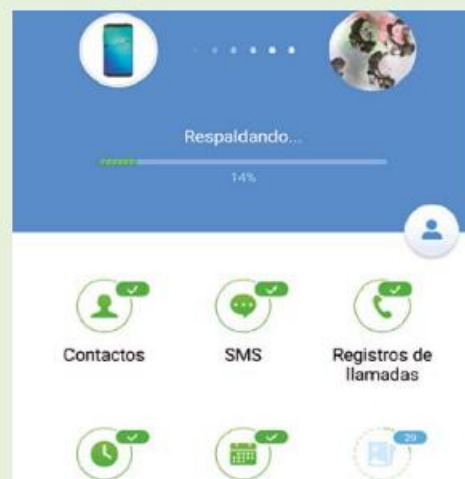 Respaldando...
14%
Contactos
SMS
Registros de
llamadas
29